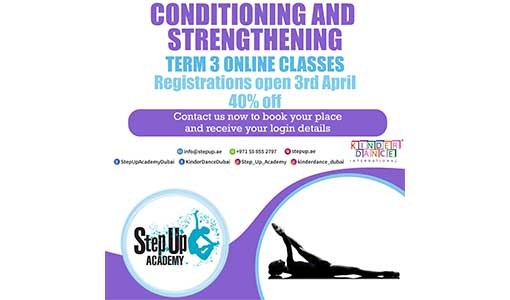 CONDITIONING AND
STRENGTHENING
TERM 3 ONLINE CLASSES
Registrations open 3rd April
40% off
Contact us now to book your place
and receive your login details
info@stepup.ae +971 55 955 2797 stepup.ae
StepUpAcademyDubai KinderDanceDubai Step_Up_Academy kinderdance_dubai
KINDER
DANCE
INTERNATIONAL
Step Up
ACADEMY